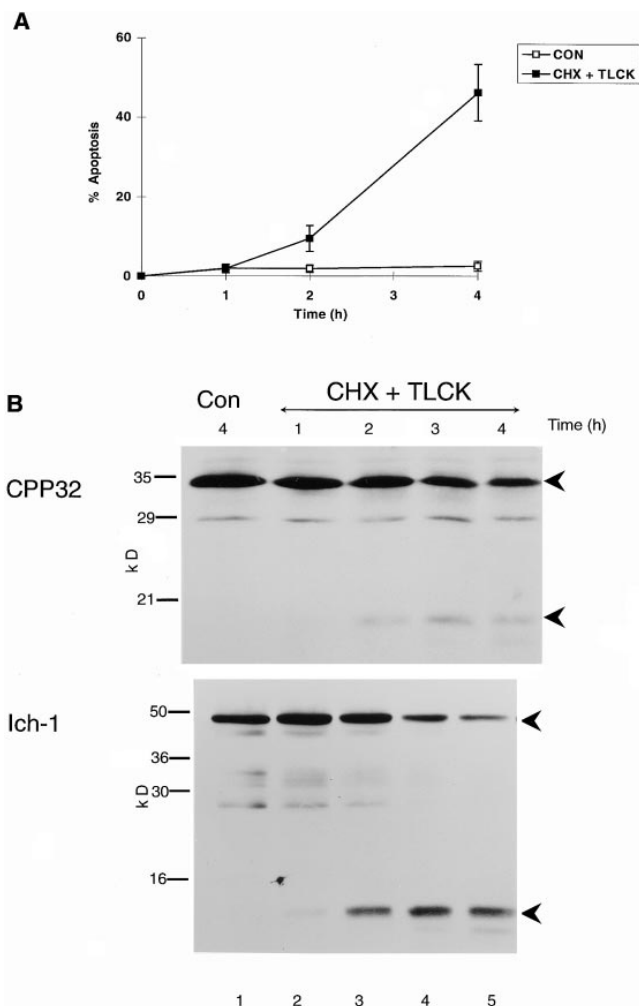 A
60
40
20
0
% Apoptosis
0 1 2 3 4
Time (h)
CON
CHX + TLCK
B
Con CHX + TLCK
4 1 2 3 4 Time (h)
CPP32
35
29
21
kD
Ich-1
50
36
30
16
kD
1 2 3 4 5